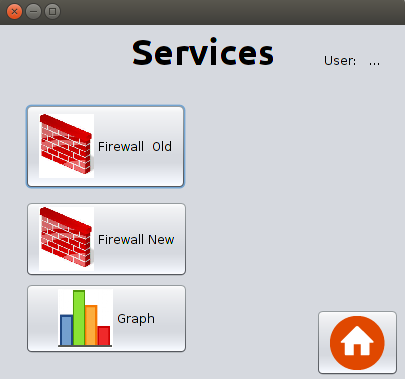 Services
User: ...
Firewall Old
Firewall New
Graph